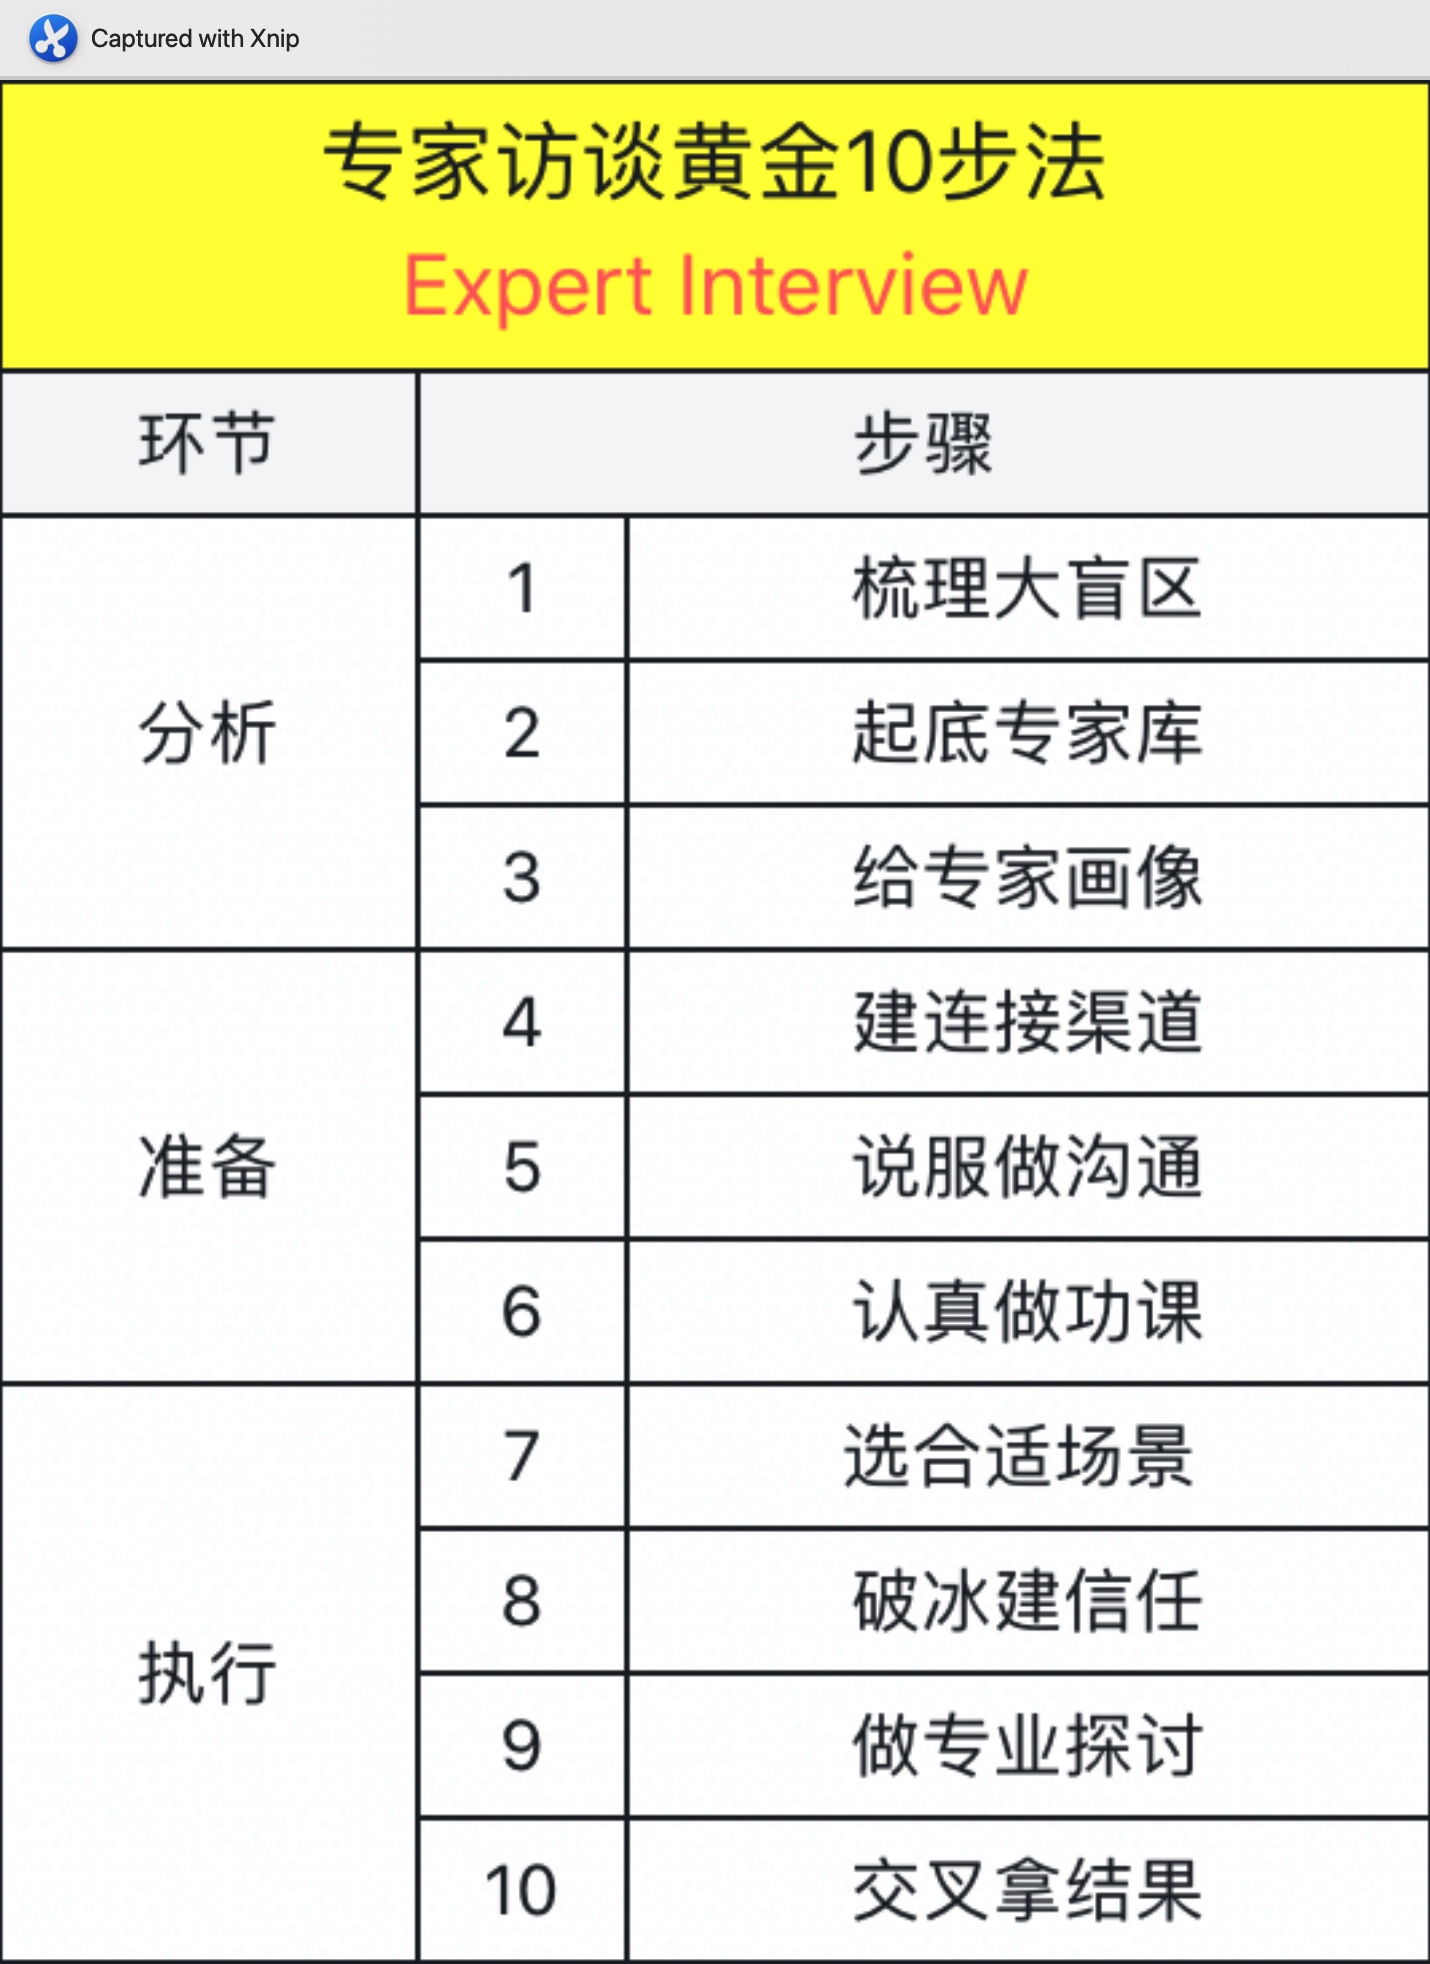 Captured with Xnip
专家访谈黄金10步法
Expert Interview
环节 步骤
分析
1 梳理大盲区
2 起底专家库
3 给专家画像
准备
4 建连接渠道
5 说服做沟通
6 认真做功课
执行
7 选合适场景
8 破冰建信任
9 做专业探讨
10 交叉拿结果